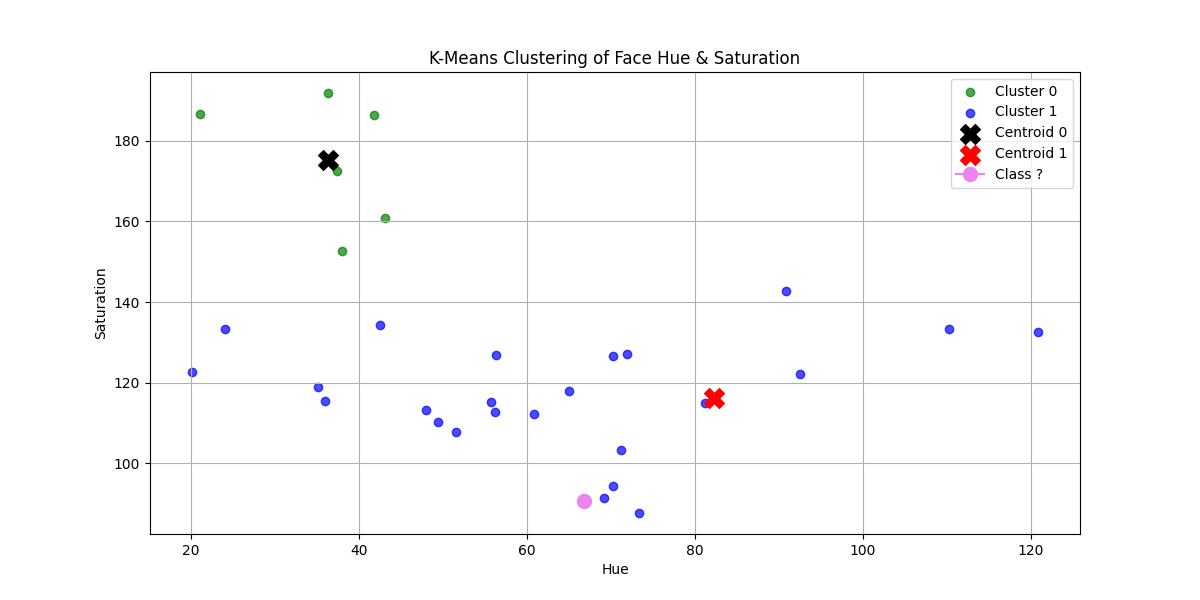 K-Means Clustering of Face Hue & Saturation
Cluster 0
Cluster 1
Centroid 0
Centroid 1
Class ?
Saturation
180
160
140
120
100
20 40 60 80 100 120
Hue